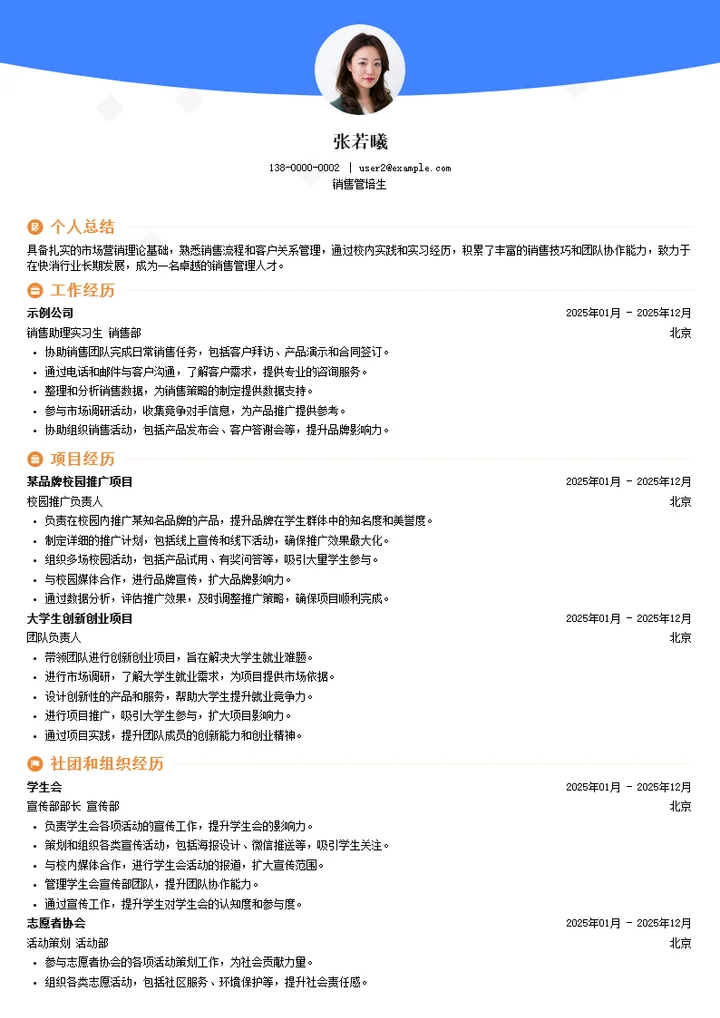 张若曦
138-0000-0002 | user2@example.com
销售管培生
个人总结
具备扎实的市场营销理论基础，熟悉销售流程和客户关系管理，通过校内实践和实习经历，积累了丰富的销售技巧和团队协作能力，致力于
在快消行业长期发展，成为一名卓越的销售管理人才。
工作经历
示创公司 2025年01月 - 2025年12月
销售助理实习生 销售部 北京
• 协助销售团队完成日常销售任务，包括客户拜访、产品演示和合同签订。
• 通过电话和邮件与客户沟通，了解客户需求，提供专业的咨询服务。
• 整理和分析销售数据，为销售策略的制定提供数据支持。
• 参与市场调研活动，收集竞争对手信息，为产品推广提供参考。
• 协助组织销售活动，包括产品发布会、客户答谢会等，提升品牌影响力。
项目经历
某品牌校园推广项目 2025年01月 - 2025年12月
校园推广负责人 北京
• 负责在校园内推广某知名品牌的产品，提升品牌在学生群体中的知名度和美誉度。
• 制定详细的推广计划，包括线上宣传和线下活动，确保推广效果最大化。
• 组织多场校园活动，包括产品试用、有奖问答等，吸引大量学生参与。
• 与校园媒体合作，进行品牌宣传，扩大品牌影响力。
• 通过数据分析，评估推广效果，及时调整推广策略，确保项目顺利完成。
大学生创新创业项目 2025年01月 - 2025年12月
团队负责人 北京
• 带领团队进行创新创业项目，旨在解决大学生就业难题。
• 进行市场调研，了解大学生就业需求，为项目提供市场依据。
• 设计创新性的产品和服务，帮助大学生提升就业竞争力。
• 进行项目推广，吸引大学生参与，扩大项目影响力。
• 通过项目实践，提升团队成员的创新能力和创业精神。
社团和组织经历
学生会 2025年01月 - 2025年12月
宣传部部长 宣传部 北京
• 负责学生会各项活动的宣传工作，提升学生会的影响力。
• 策划和组织各类宣传活动，包括海报设计、微信推送等，吸引学生关注。
• 与校内媒体合作，进行学生会活动的报道，扩大宣传范围。
• 管理学生会宣传部团队，提升团队协作能力。
• 通过宣传工作，提升学生对学生会的认知度和参与度。
志愿者协会 2025年01月 - 2025年12月
活动策划 活动部 北京
• 参与志愿者协会的各项活动策划工作，为社会贡献力量。
• 组织各类志愿活动，包括社区服务、环境保护等，提升社会责任感。